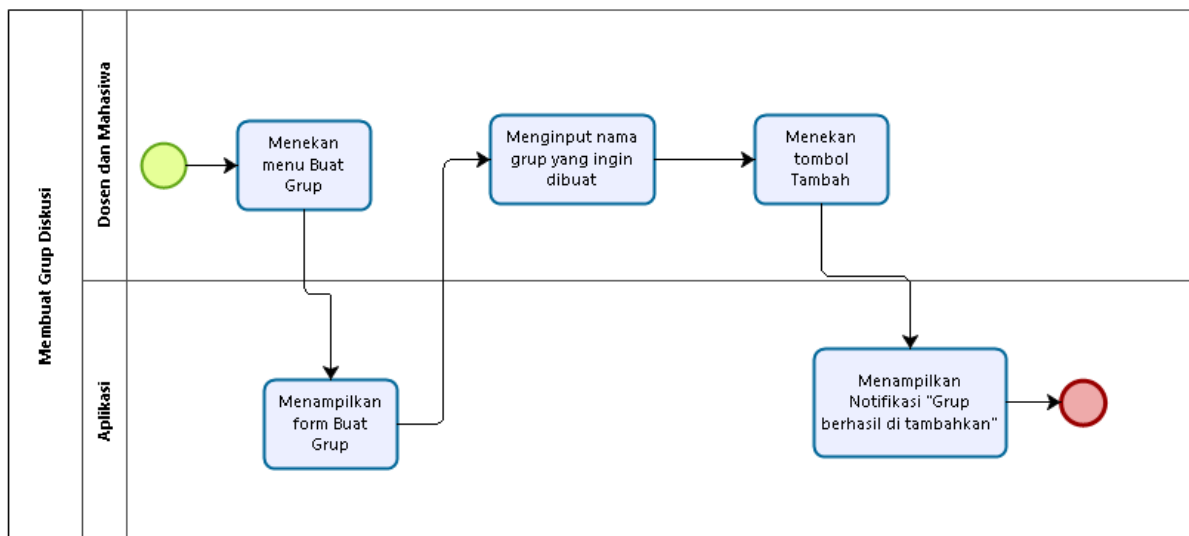 Membuat Grup Diskusi
Dosen dan Mahasiwa
Menekan
menu Buat
Grup
Menginput nama
grup yang ingin
dibuat
Menekan
tombol
Tambah
Aplikasi
Menampilkan
form Buat
Grup
Menampilkan
Notifikasi "Grup
berhasil di tambahkan"